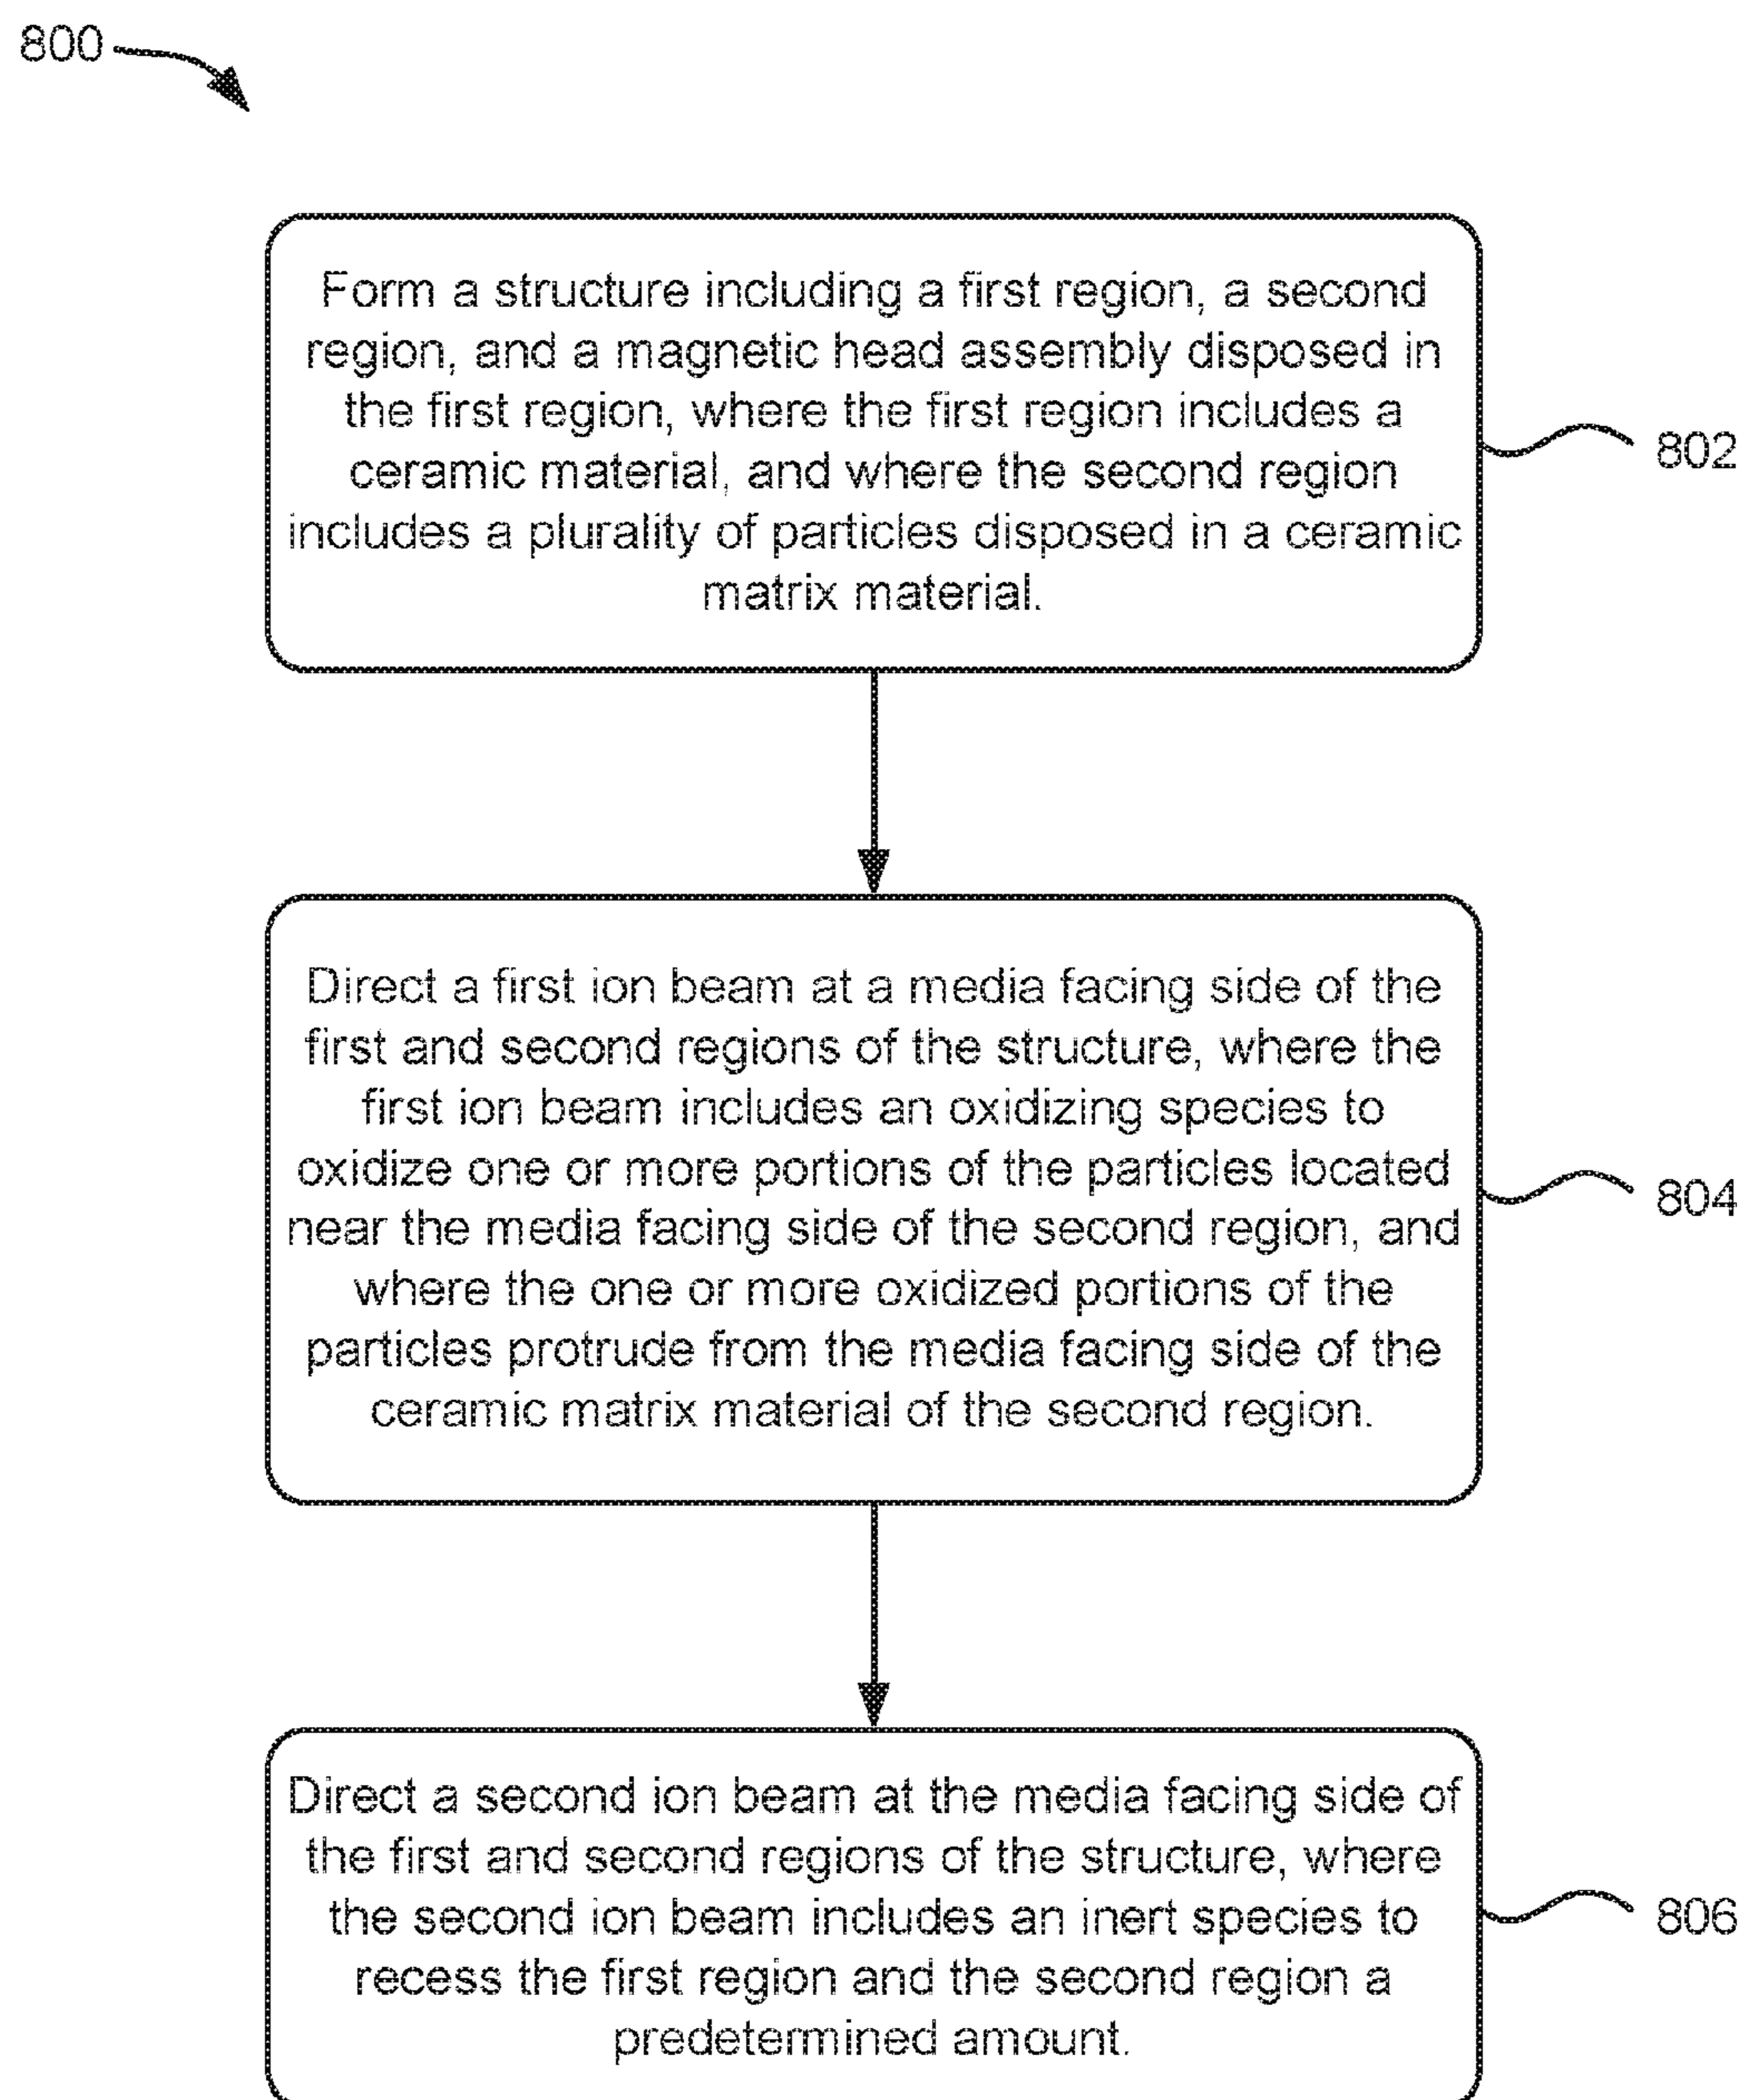 800
Form a structure including a first region, a second
region, and a magnetic head assembly disposed in
the first region, where the first region includes a
ceramic material, and where the second region
includes a plurality of particles disposed in a ceramic
matrix material.
802
Direct a first ion beam at a media facing side of the
first and second regions of the structure, where the
first ion beam includes an oxidizing species to
oxidize one or more portions of the particles located
near the media facing side of the second region, and
where the one or more oxidized portions of the
particles protrude from the media facing side of the
ceramic matrix material of the second region.
804
Direct a second ion beam at the media facing side of
the first and second regions of the structure, where
the second ion beam includes an inert species to
recess the first region and the second region a
predetermined amount.
806